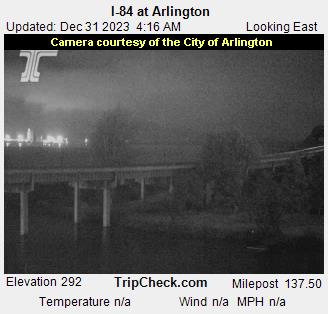 I-84 at Arlington
Updated: Dec 31 2023 4:16 AM Looking East
Camera courtesy of the City of Arlington
Elevation 292 TripCheck.com Milepost 137.50
Temperature n/a Wind n/a MPH n/a